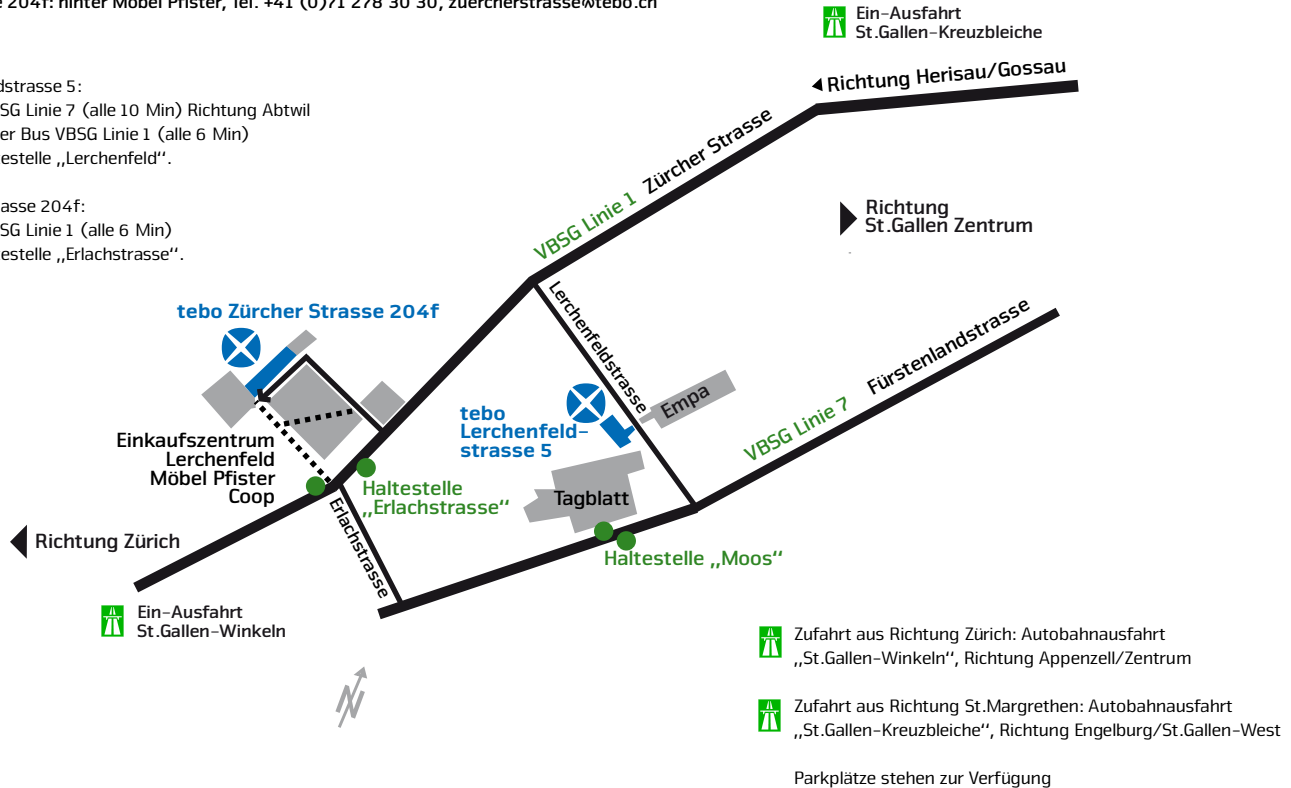 204f: hinter Möbel Pfister, Tel. +41 (0)71 278 30 30, zuercherstrasse@tebo.ch
Ein-Ausfahrt
St.Gallen-Kreuzbleiche
Richtung Herisau/Gossau
dstrasse 5:
SG Linie 7 (alle 10 Min) Richtung Abtwil
er Bus VBSG Linie 1 (alle 6 Min)
testelle „Lerchenfeld“.
asse 204f:
SG Linie 1 (alle 6 Min)
testelle „Erlachstrasse“.
Zürcher Strasse
VBSG Linie 1
Richtung
St.Gallen Zentrum
tebo Zürcher Strasse 204f
Lerchenfeldstrasse
Fürstenlandstrasse
VBSG Linie 7
Empa
tebo
Lerchenfeld-
strasse 5
Einkaufszentrum
Lerchenfeld
Möbel Pfister
Coop
Haltestelle
„Erlachstrasse“
Tagblatt
Erlachstrasse
Richtung Zürich
Haltestelle „Moos“
Ein-Ausfahrt
St.Gallen-Winkeln
N
Zufahrt aus Richtung Zürich: Autobahnausfahrt
„St.Gallen-Winkeln“, Richtung Appenzell/Zentrum
Zufahrt aus Richtung St.Margrethen: Autobahnausfahrt
„St.Gallen-Kreuzbleiche“, Richtung Engelburg/St.Gallen-West
Parkplätze stehen zur Verfügung